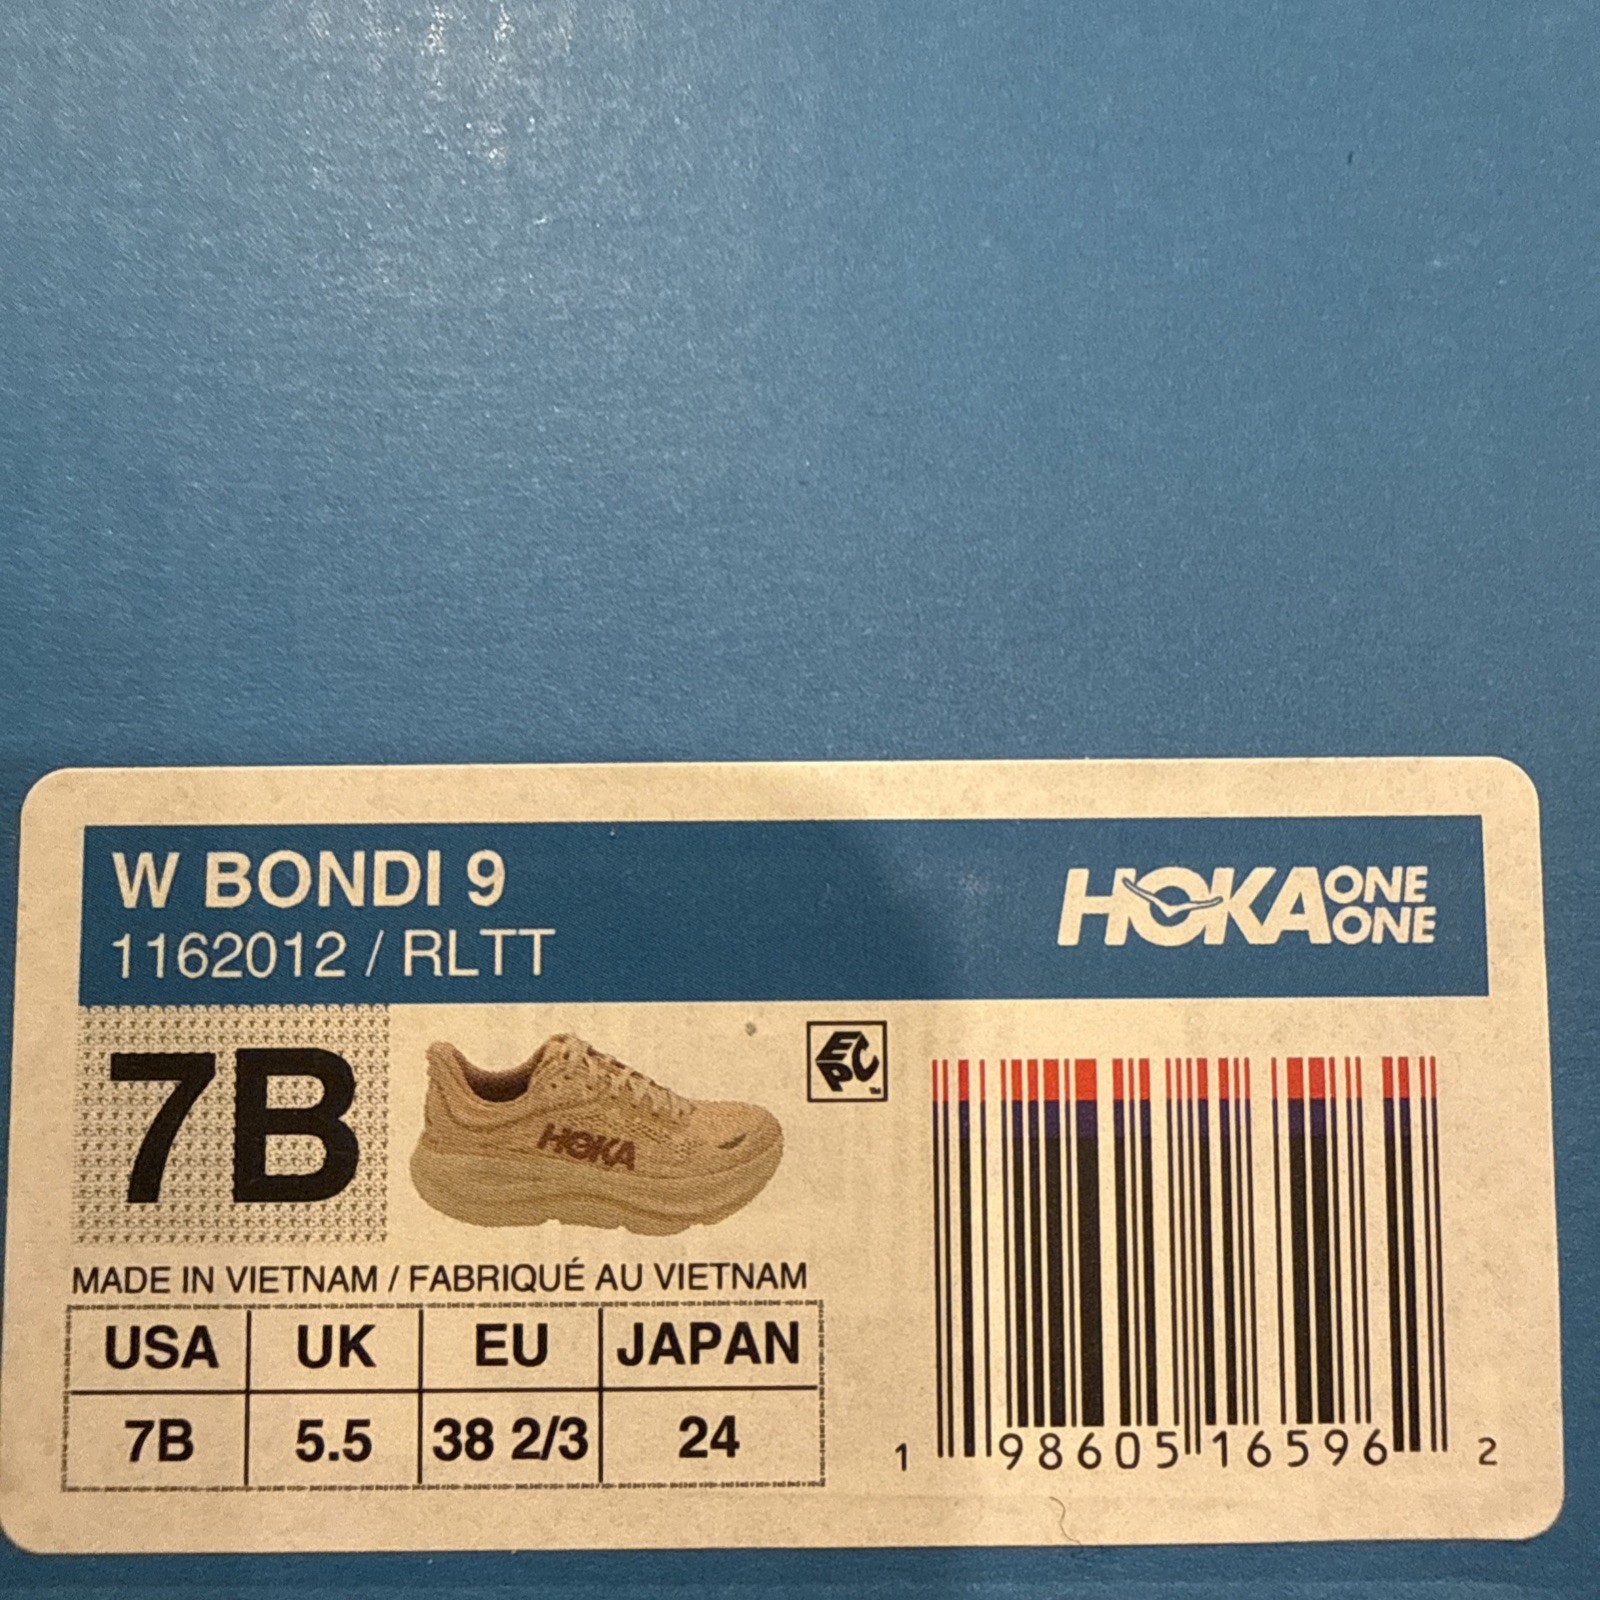 W BONDI 9
1162012 / RLTT
HOKA ONE ONE
7B
HOKA
EPC™
MADE IN VIETNAM / FABRIQUÉ AU VIETNAM
USA UK EU JAPAN
7B 5.5 38 2/3 24
1 98605 16596 2